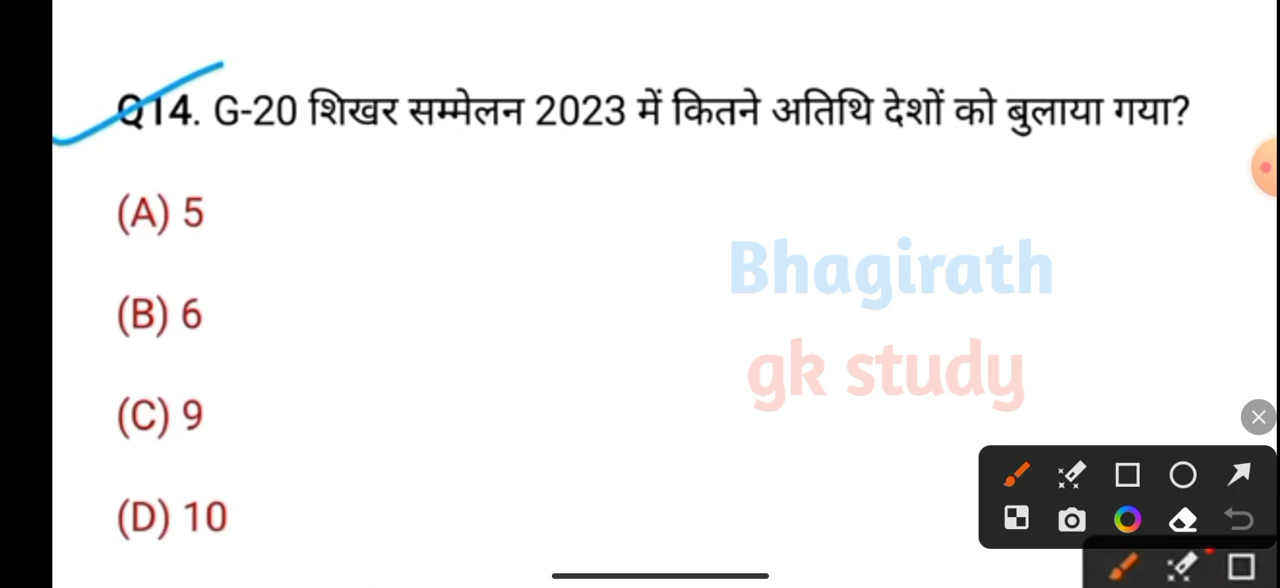 Q14. G-20 शिखर सम्मेलन 2023 में कितने अतिथि देशों को बुलाया गया?
(A) 5
(B) 6
(C) 9
(D) 10
Bhagirath
gk study